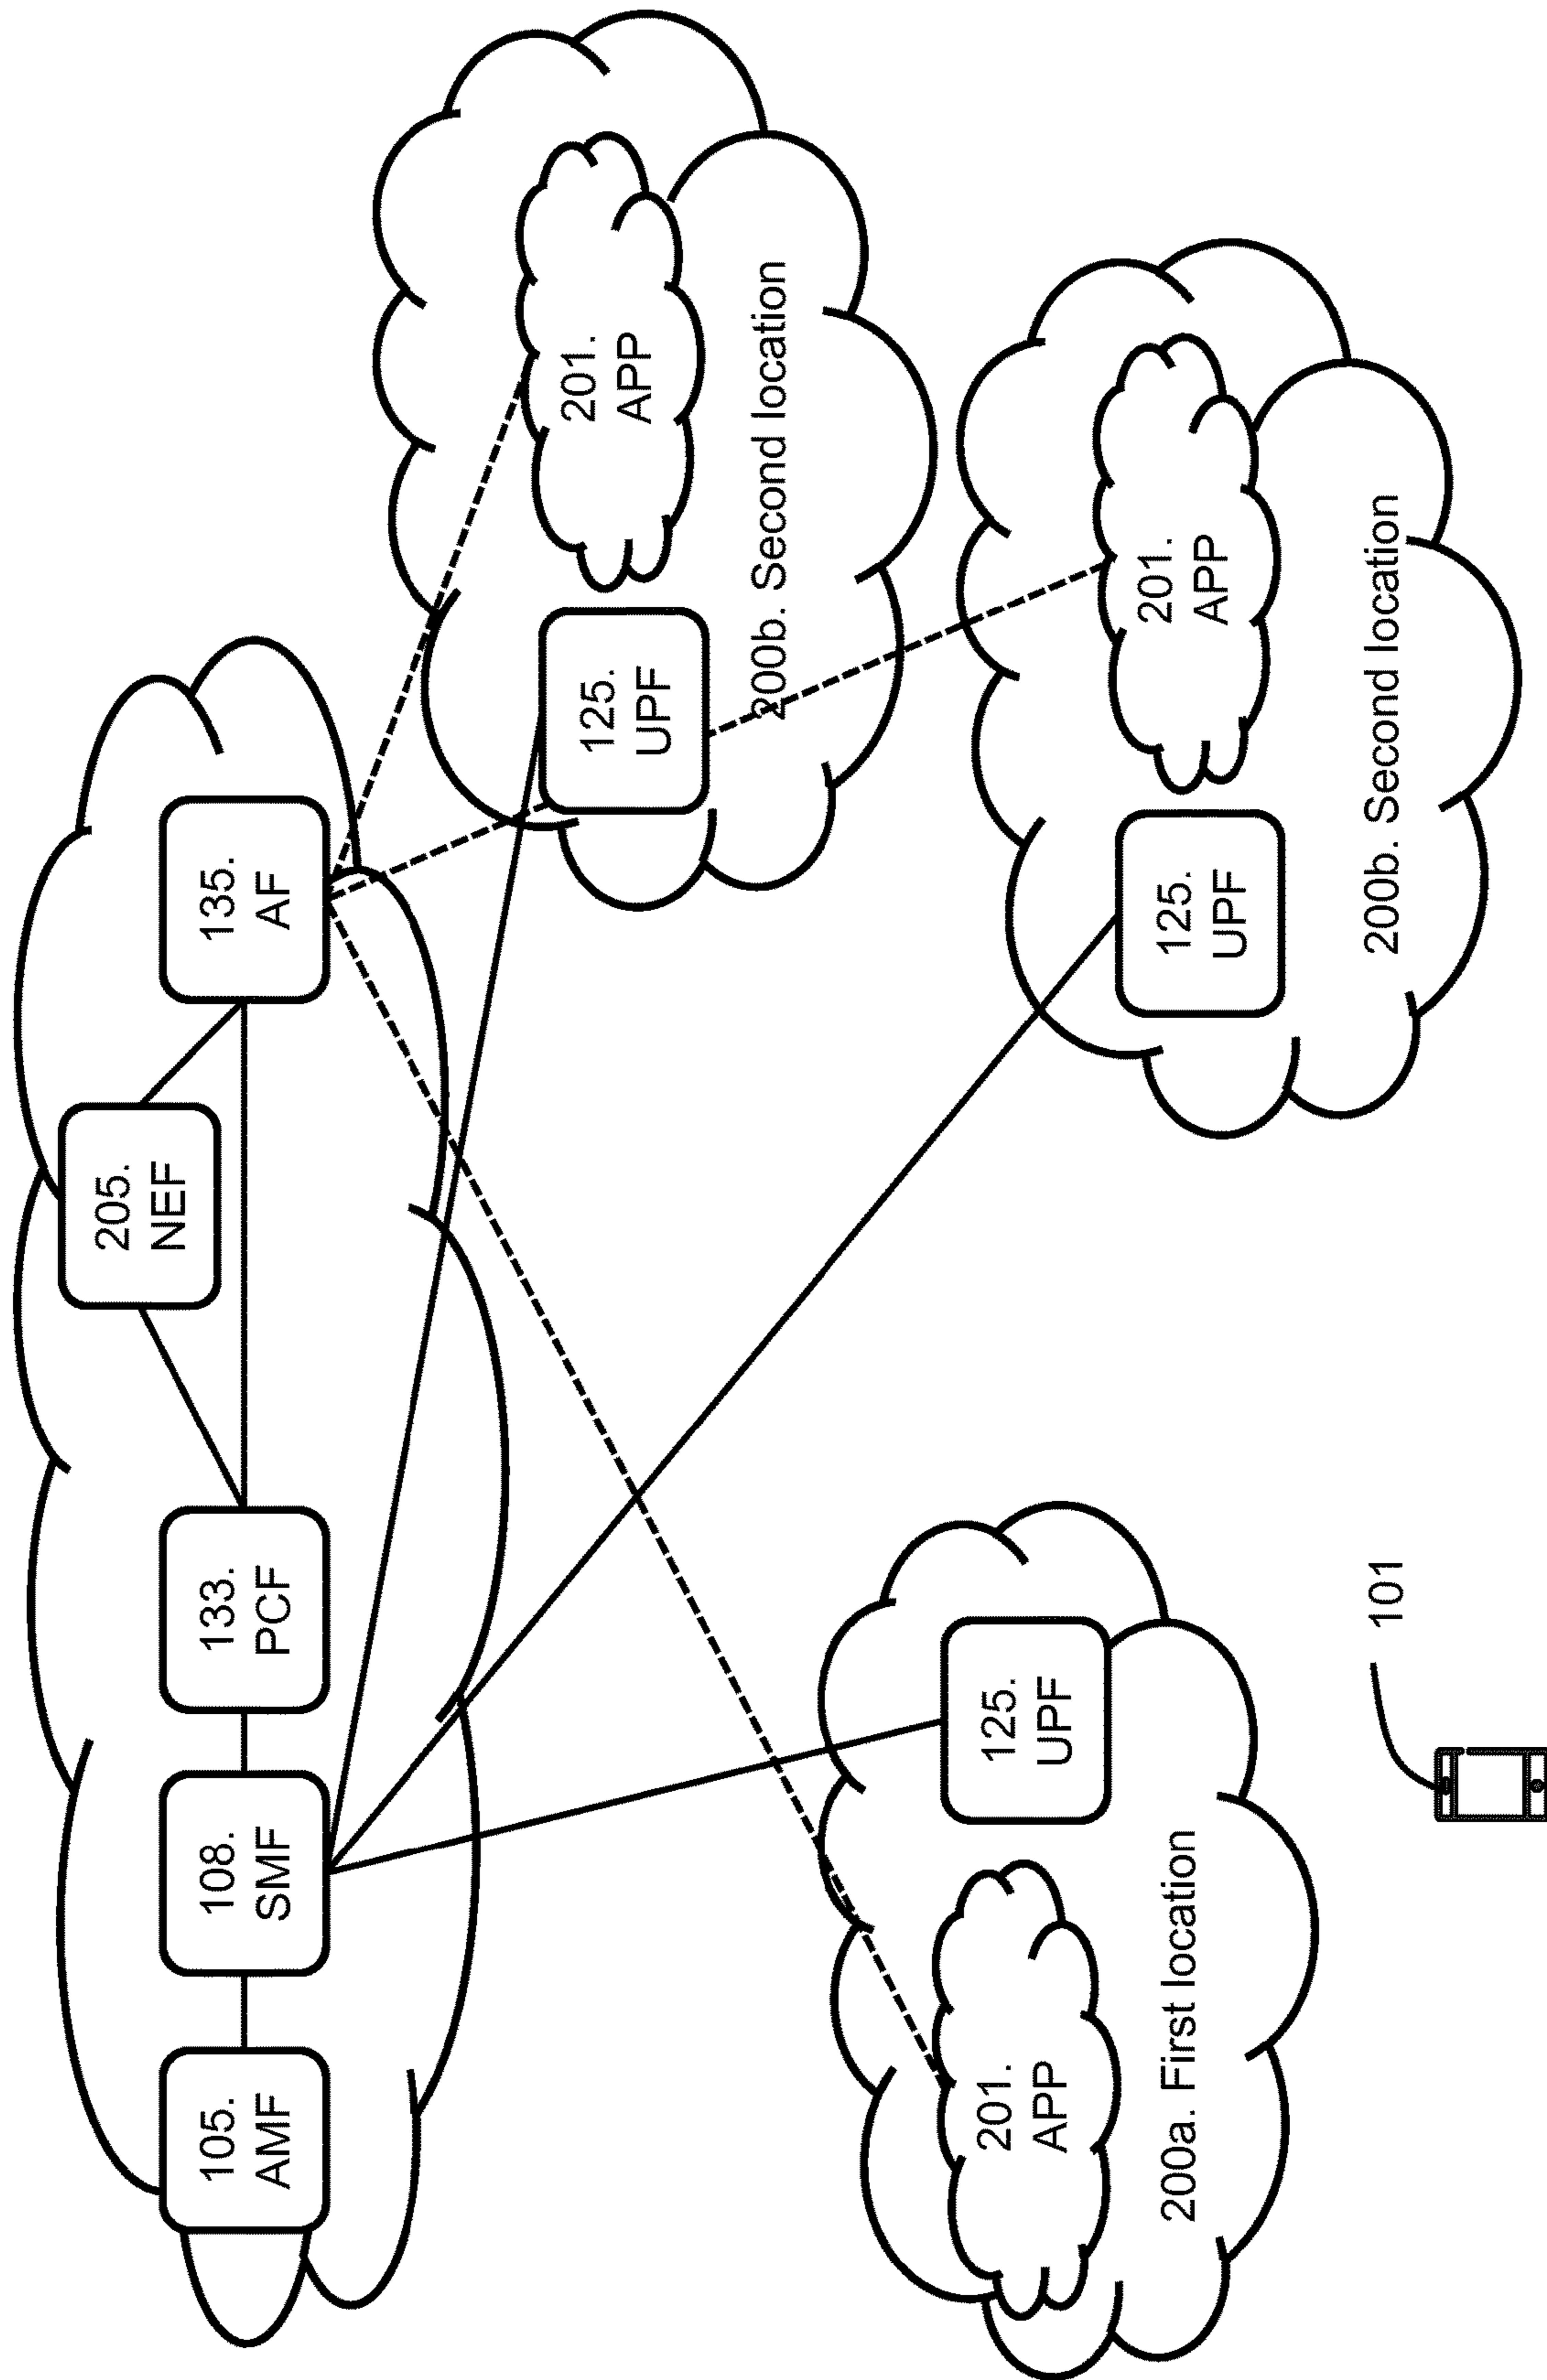 205.
NEF
105.
AMF
108.
SMF
133.
PCF
135.
AF
125.
UPF
201.
APP
200b. Second location
201.
APP
125.
UPF
200a. First location
125.
UPF
201.
APP
200b. Second location
101